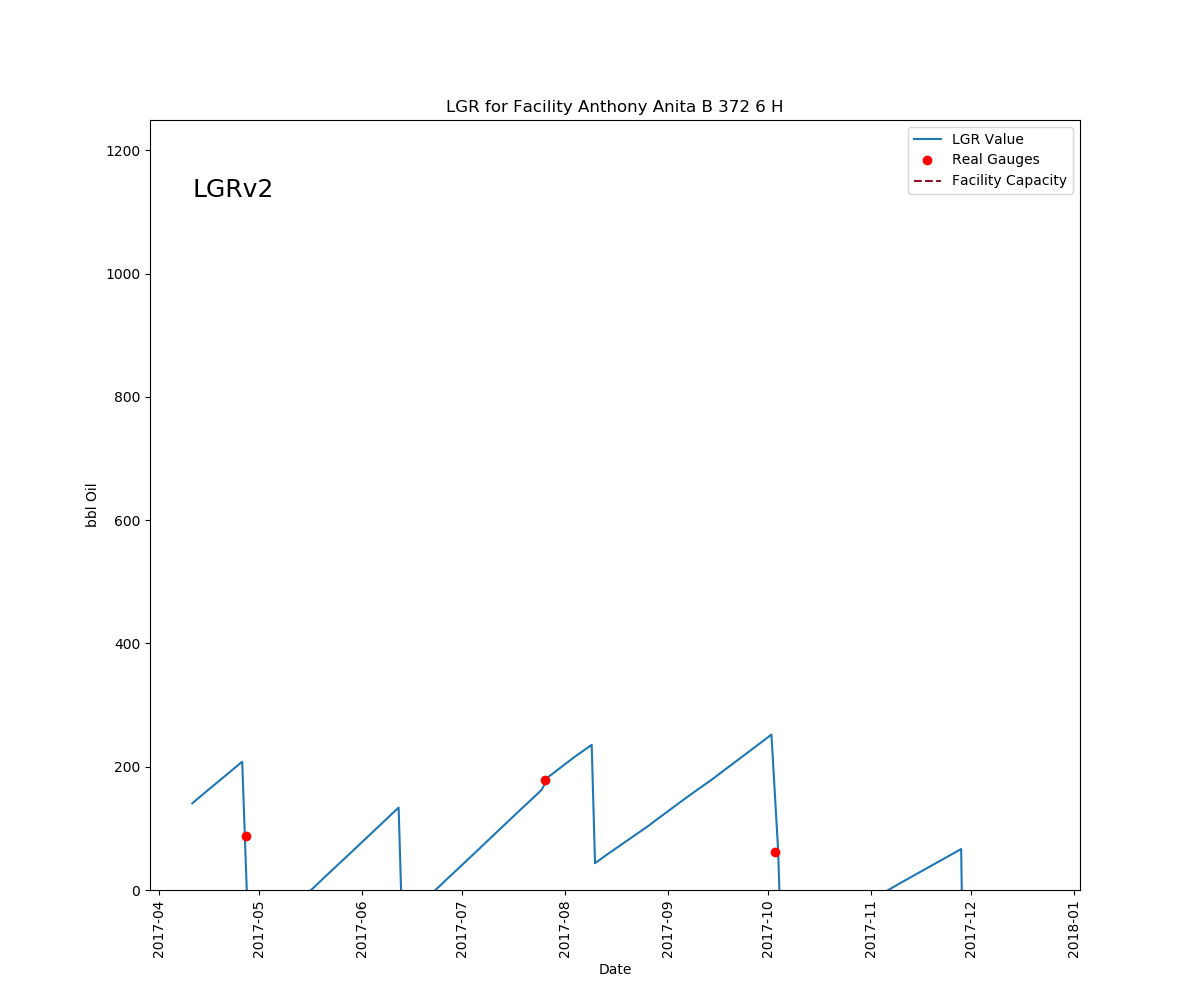 LGR for Facility Anthony Anita B 372 6 H
LGRv2
LGR Value
Real Gauges
Facility Capacity
bbl Oil
1200
1000
800
600
400
200
0
2017-04
2017-05
2017-06
2017-07
2017-08
2017-09
2017-10
2017-11
2017-12
2018-01
Date